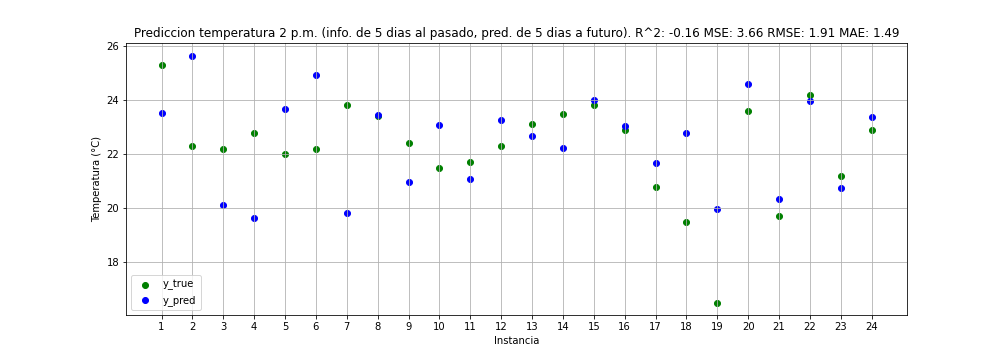 Prediccion temperatura 2 p.m. (info. de 5 dias al pasado, pred. de 5 dias a futuro). R^2: -0.16 MSE: 3.66 RMSE: 1.91 MAE: 1.49
26
24
22
20
18
Temperatura (°C)
y_true
y_pred
1 2 3 4 5 6 7 8 9 10 11 12 13 14 15 16 17 18 19 20 21 22 23 24
Instancia